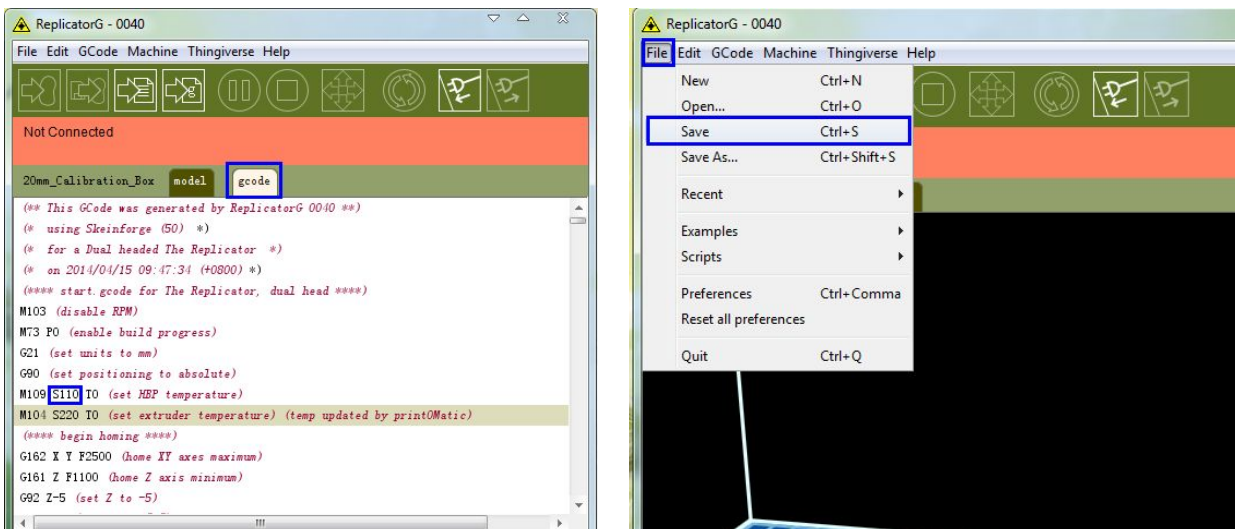 ReplicatorG - 0040
File Edit GCode Machine Thingiverse Help
Not Connected
20mm_Calibration_Box model gcode
(** This GCode was generated by ReplicatorG 0040 **)
(* using Skeinforge (50) *)
(* for a Dual headed The Replicator *)
(* on 2014/04/15 09:47:34 (+0800) *)
(**** start.gcode for The Replicator, dual head ****)
M103 (disable RPM)
M73 P0 (enable build progress)
G21 (set units to mm)
G90 (set positioning to absolute)
M109 S110 T0 (set HBP temperature)
M104 S220 T0 (set extruder temperature) (temp updated by printOMatic)
(**** begin homing ****)
G162 X Y F2500 (home XY axes maximum)
G161 Z F1100 (home Z axis minimum)
G92 Z-5 (set Z to -5)
ReplicatorG - 0040
File Edit GCode Machine Thingiverse Help
New Ctrl+N
Open... Ctrl+O
Save Ctrl+S
Save As... Ctrl+Shift+S
Recent
Examples
Scripts
Preferences Ctrl+Comma
Reset all preferences
Quit Ctrl+Q